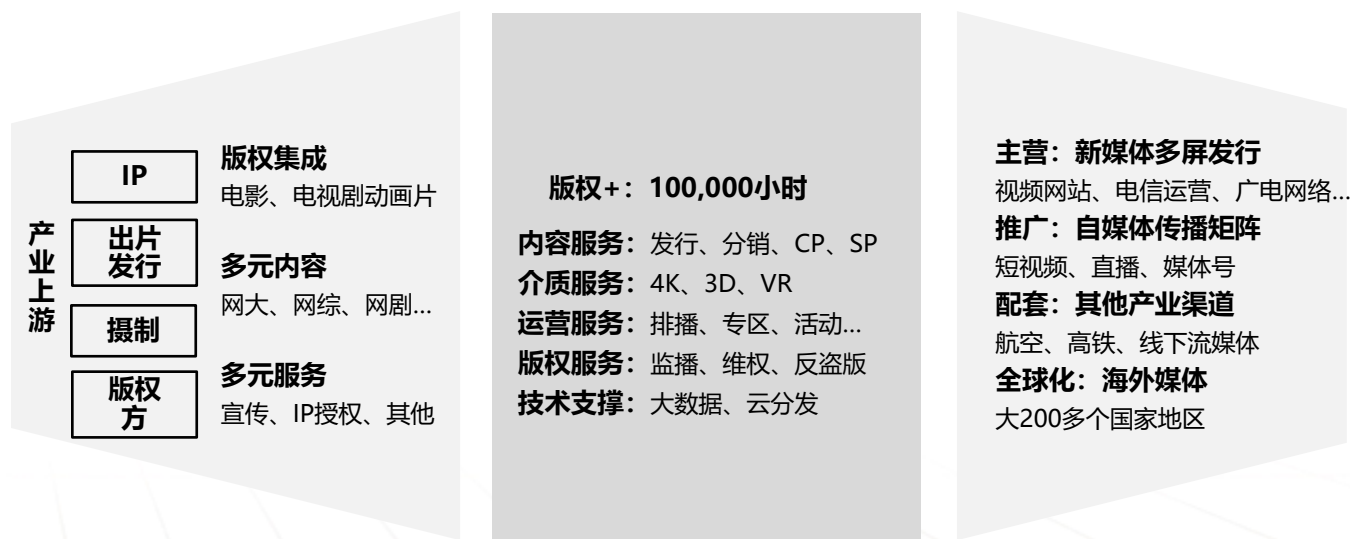 产业上游
IP
出片
发行
摄制
版权
方
版权集成
电影、电视剧动画片
多元内容
网大、网综、网剧...
多元服务
宣传、IP授权、其他
版权+：100,000小时
内容服务：发行、分销、CP、SP
介质服务：4K、3D、VR
运营服务：排播、专区、活动...
版权服务：监播、维权、反盗版
技术支撑：大数据、云分发
主营：新媒体多屏发行
视频网站、电信运营、广电网络...
推广：自媒体传播矩阵
短视频、直播、媒体号
配套：其他产业渠道
航空、高铁、线下流媒体
全球化：海外媒体
大200多个国家地区